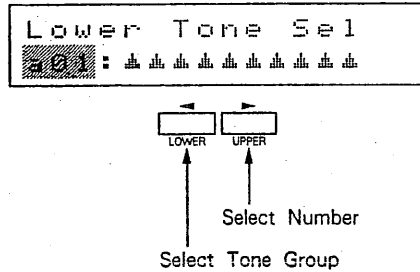 Lower Tone Sel
a01:
LOWER UPPER
Select Number
Select Tone Group